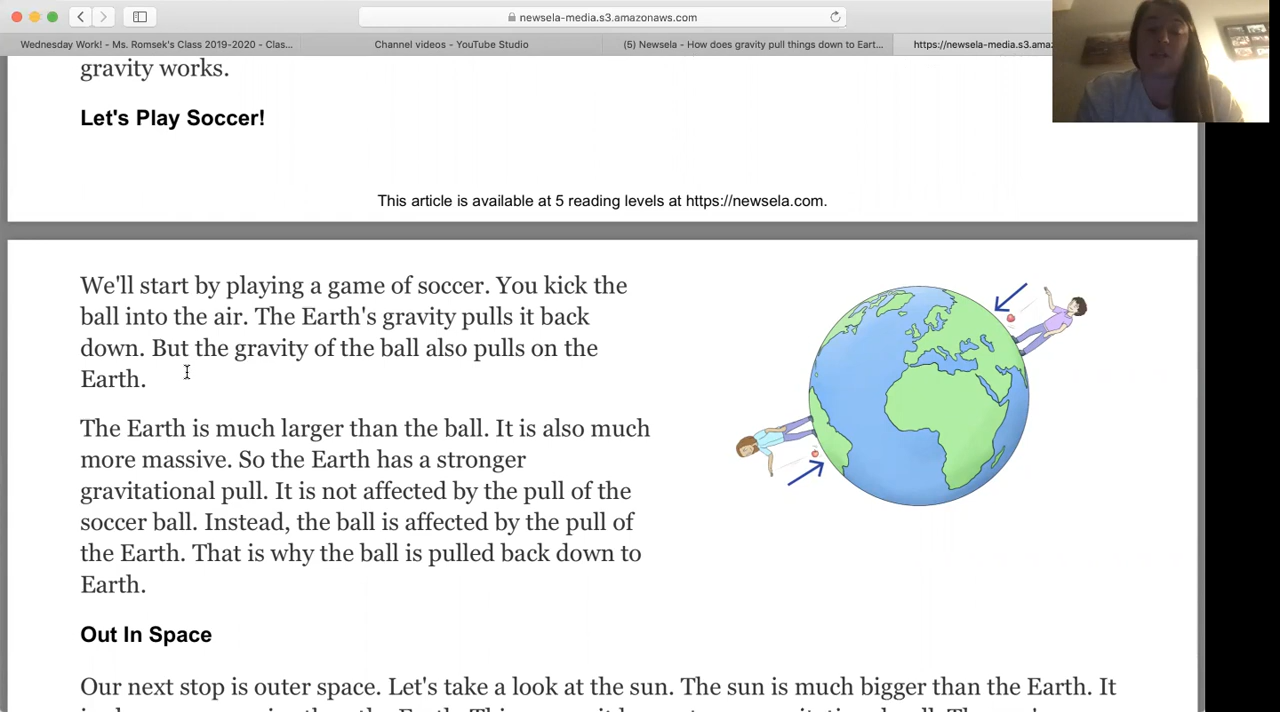 newsela-media.s3.amazonaws.com
Wednesday Work! - Ms. Romsek's Class 2019-2020 - Clas...
Channel videos - YouTube Studio
(5) Newsela - How does gravity pull things down to Eart...
https://newsela-media.s3.amaz
gravity works.
Let's Play Soccer!
This article is available at 5 reading levels at https://newsela.com.
We'll start by playing a game of soccer. You kick the
ball into the air. The Earth's gravity pulls it back
down. But the gravity of the ball also pulls on the
Earth.
The Earth is much larger than the ball. It is also much
more massive. So the Earth has a stronger
gravitational pull. It is not affected by the pull of the
soccer ball. Instead, the ball is affected by the pull of
the Earth. That is why the ball is pulled back down to
Earth.
Out In Space
Our next stop is outer space. Let's take a look at the sun. The sun is much bigger than the Earth. It